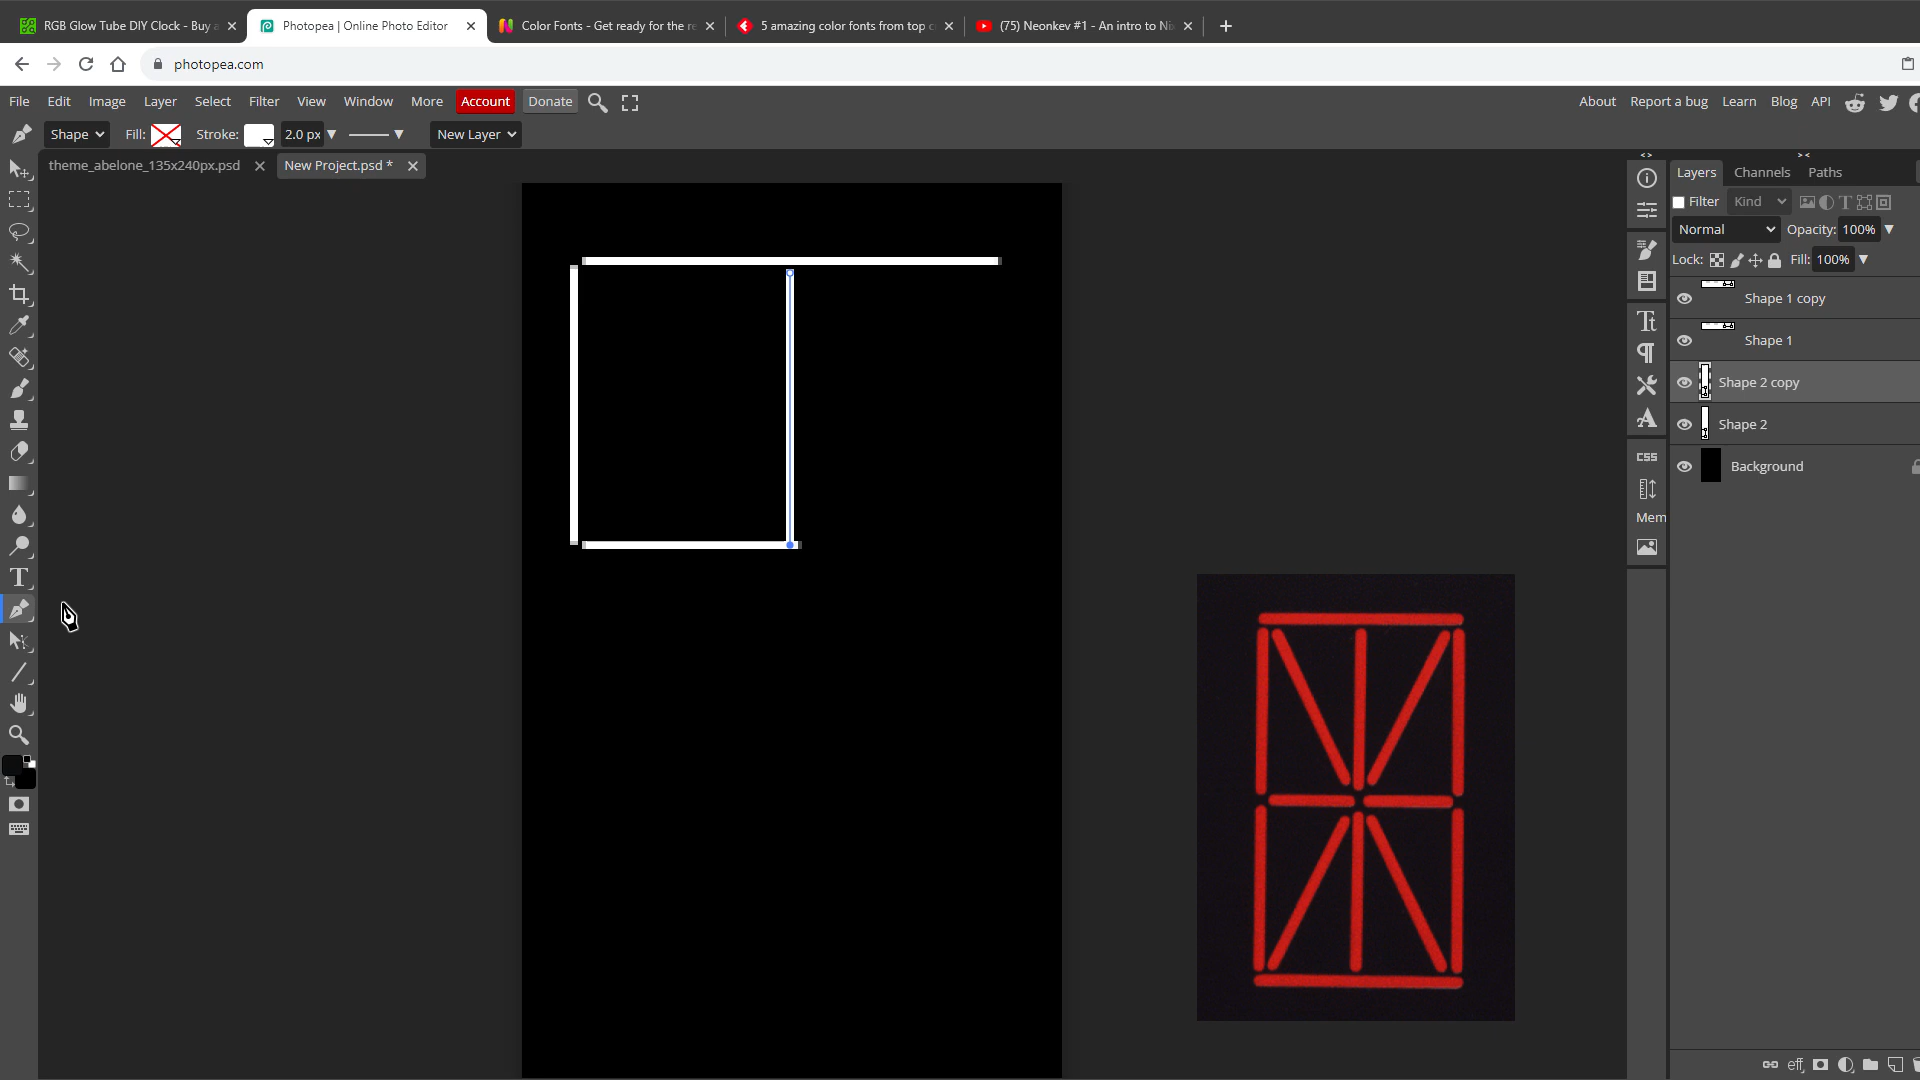 RGB Glow Tube DIY Clock - Buy a
Photopea | Online Photo Editor
Color Fonts - Get ready for the re
5 amazing color fonts from top c
(75) Neonkev #1 - An intro to Ni
photopea.com
File Edit Image Layer Select Filter View Window More Account Donate
About Report a bug Learn Blog API
Shape Fill: Stroke: 2.0 px New Layer
theme_abelone_135x240px.psd
New Project.psd *
Layers Channels Paths
Filter Kind
Normal Opacity: 100%
Lock: Fill: 100%
Shape 1 copy
Shape 1
Shape 2 copy
Shape 2
Background
CSS
Mem
eff